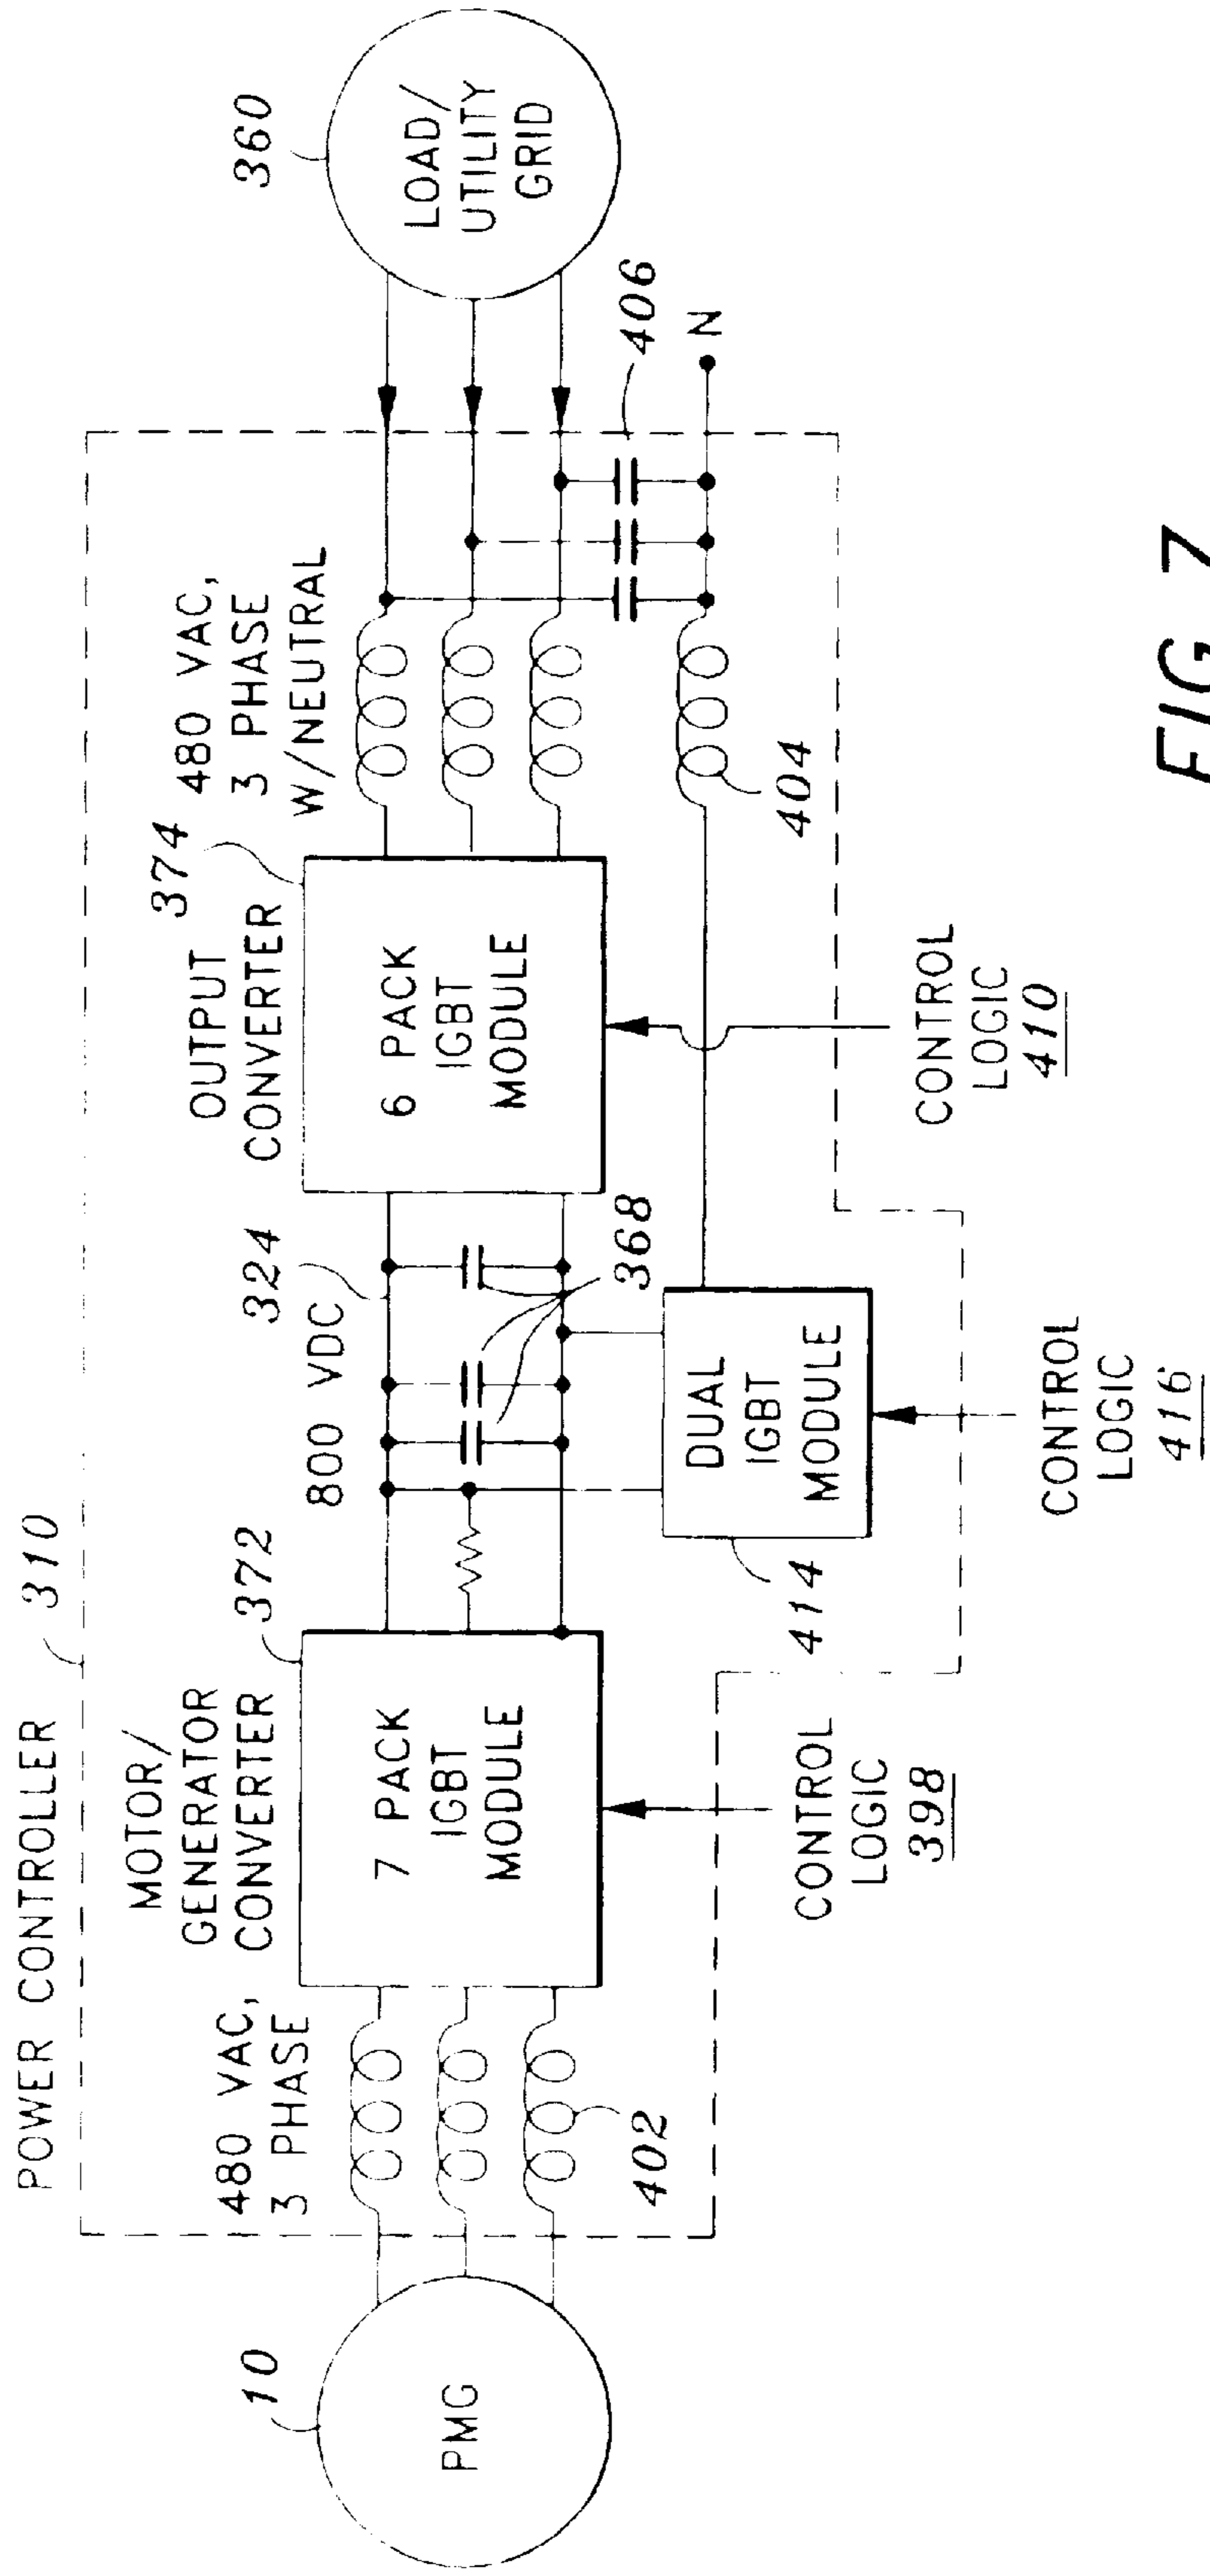 POWER CONTROLLER
310
MOTOR/
GENERATOR
CONVERTER
372
480 VAC,
3 PHASE
10
PMG
402
7 PACK
IGBT
MODULE
CONTROL
LOGIC
398
800 VDC
324
368
DUAL
IGBT
MODULE
414
CONTROL
LOGIC
416
OUTPUT
CONVERTER
374
6 PACK
IGBT
MODULE
CONTROL
LOGIC
410
480 VAC,
3 PHASE
W/NEUTRAL
404
406
N
360
LOAD/
UTILITY
GRID
FIG. 7